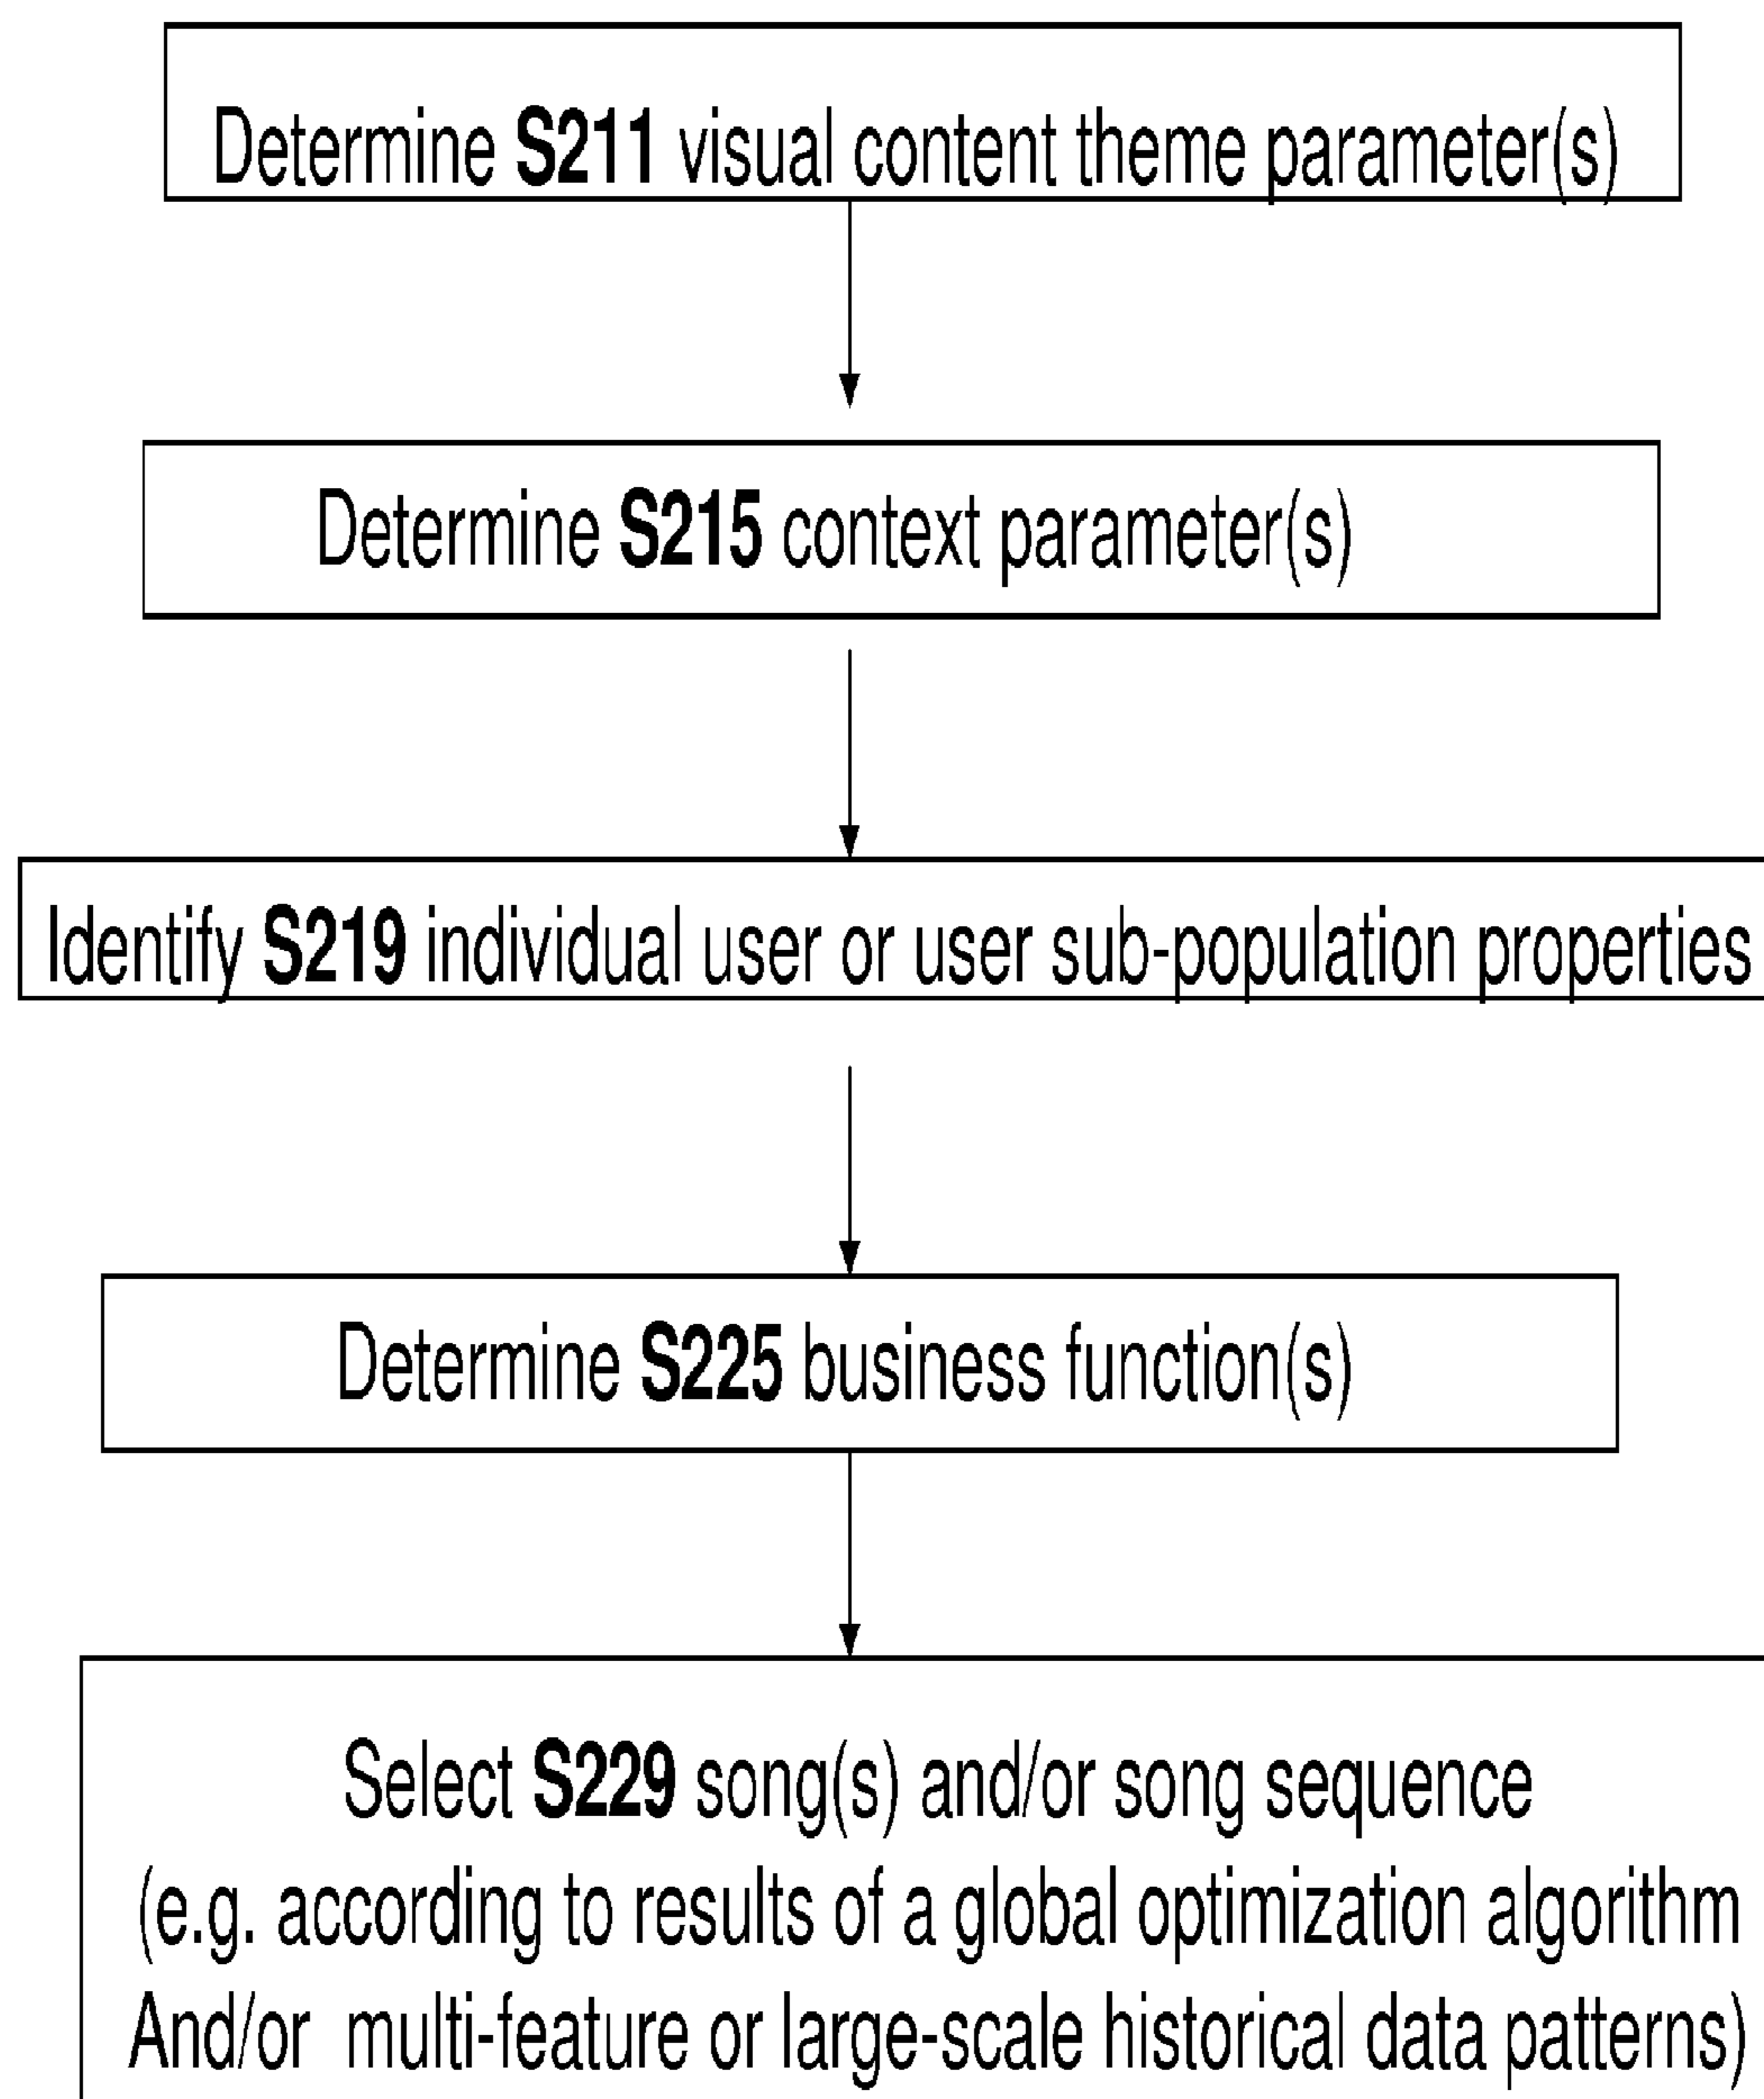 Determine S211 visual content theme parameter(s)
Determine S215 context parameter(s)
Identify S219 individual user or user sub-population properties
Determine S225 business function(s)
Select S229 song(s) and/or song sequence
(e.g. according to results of a global optimization algorithm
And/or multi-feature or large-scale historical data patterns)